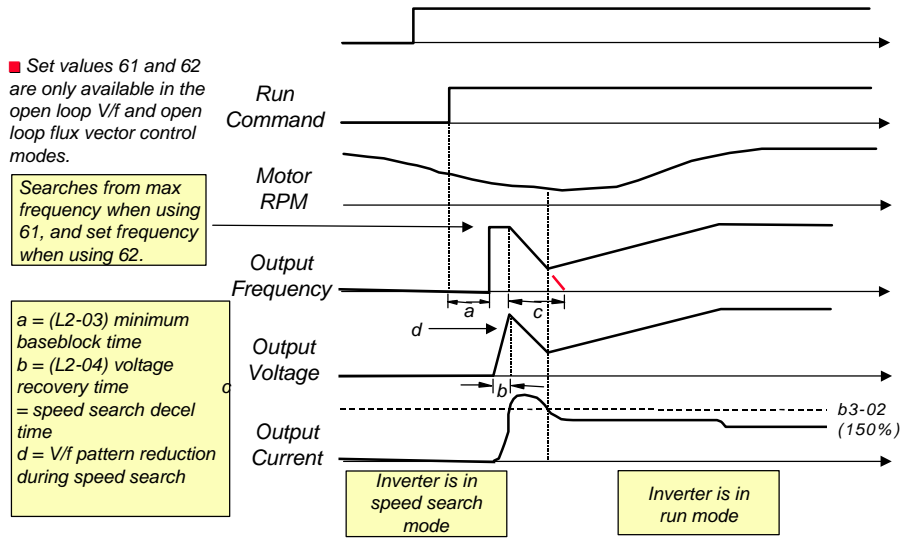 Set values 61 and 62
are only available in the
open loop V/f and open
loop flux vector control
modes.
Searches from max
frequency when using
61, and set frequency
when using 62.
a = (L2-03) minimum
baseblock time
b = (L2-04) voltage
recovery time c
= speed search decel
time
d = V/f pattern reduction
during speed search
Run
Command
Motor
RPM
Output
Frequency
a
c
d
Output
Voltage
b
b3-02
(150%)
Output
Current
Inverter is in
speed search
mode
Inverter is in
run mode